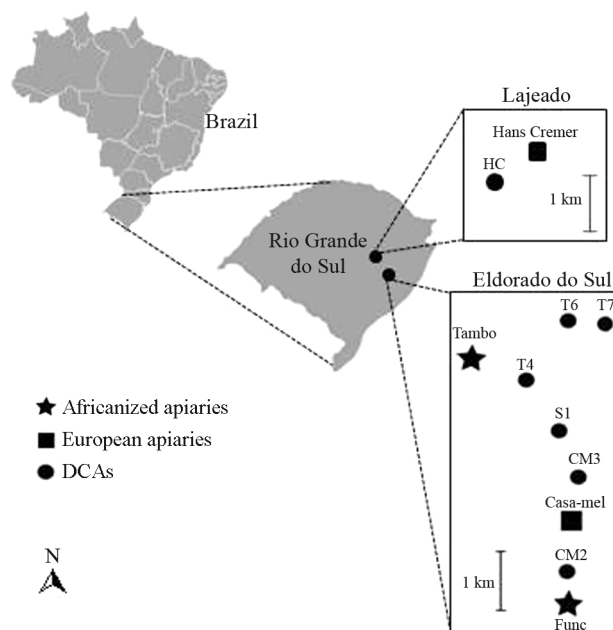 Brazil
Lajeado
Hans Cremer
HC
1 km
Rio Grande
do Sul
Eldorado do Sul
T6
T7
Tambo
T4
S1
CM3
Casa-mel
CM2
1 km
Func
Africanized apiaries
European apiaries
DCAs
N